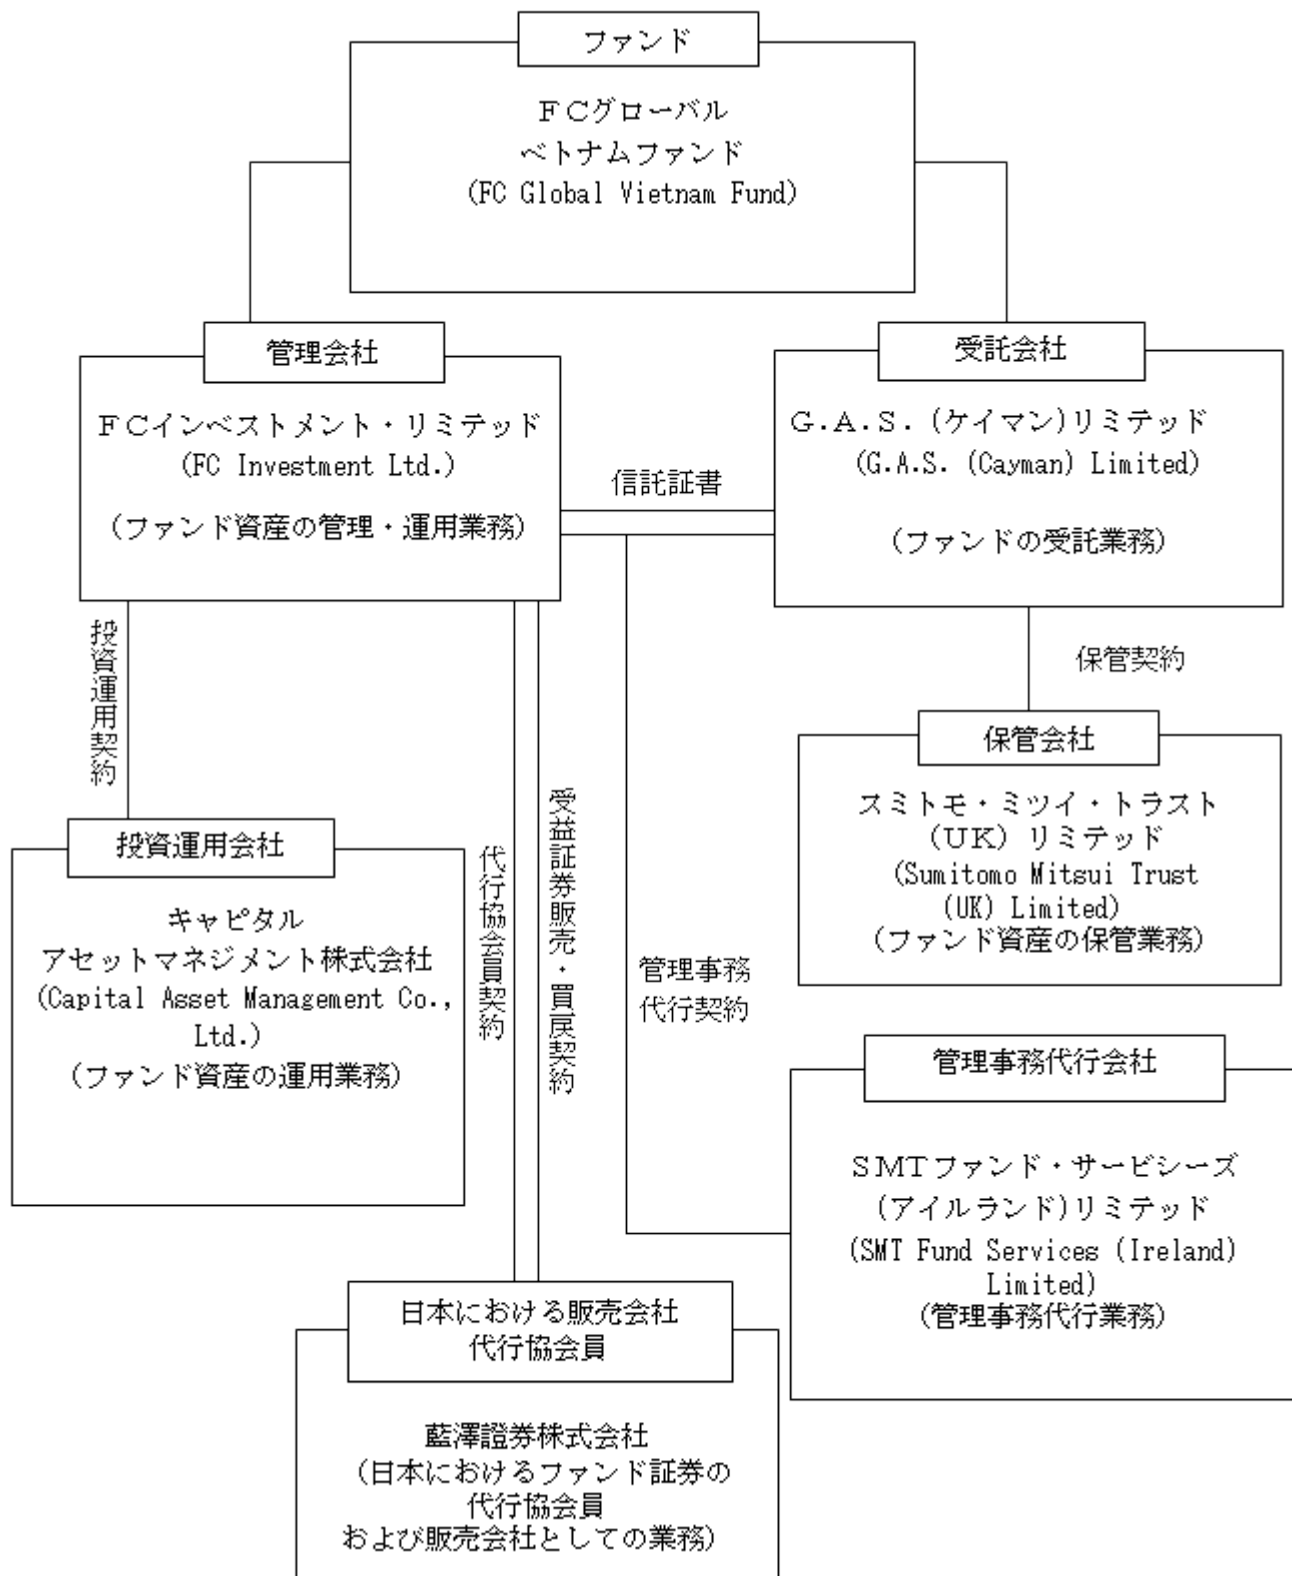 ファンド
ＦＣグローバル
ベトナムファンド
(FC Global Vietnam Fund)
管理会社
ＦＣインベストメント・リミテッド
(FC Investment Ltd.)
(ファンド資産の管理・運用業務)
信託証書
受託会社
Ｇ.Ａ.Ｓ.(ケイマン)リミテッド
(G.A.S. (Cayman) Limited)
(ファンドの受託業務)
投資運用契約
保管契約
保管会社
スミトモ・ミツイ・トラスト
(ＵＫ) リミテッド
(Sumitomo Mitsui Trust
(UK) Limited)
(ファンド資産の保管業務)
投資運用会社
キャピタル
アセットマネジメント株式会社
(Capital Asset Management Co.,
Ltd.)
(ファンド資産の運用業務)
代行協会員契約
受益証券販売・買戻契約
管理事務
代行契約
管理事務代行会社
ＳＭＴファンド・サービシーズ
(アイルランド)リミテッド
(SMT Fund Services (Ireland)
Limited)
(管理事務代行業務)
日本における販売会社
代行協会員
藍澤證券株式会社
(日本におけるファンド証券の
代行協会員
および販売会社としての業務)